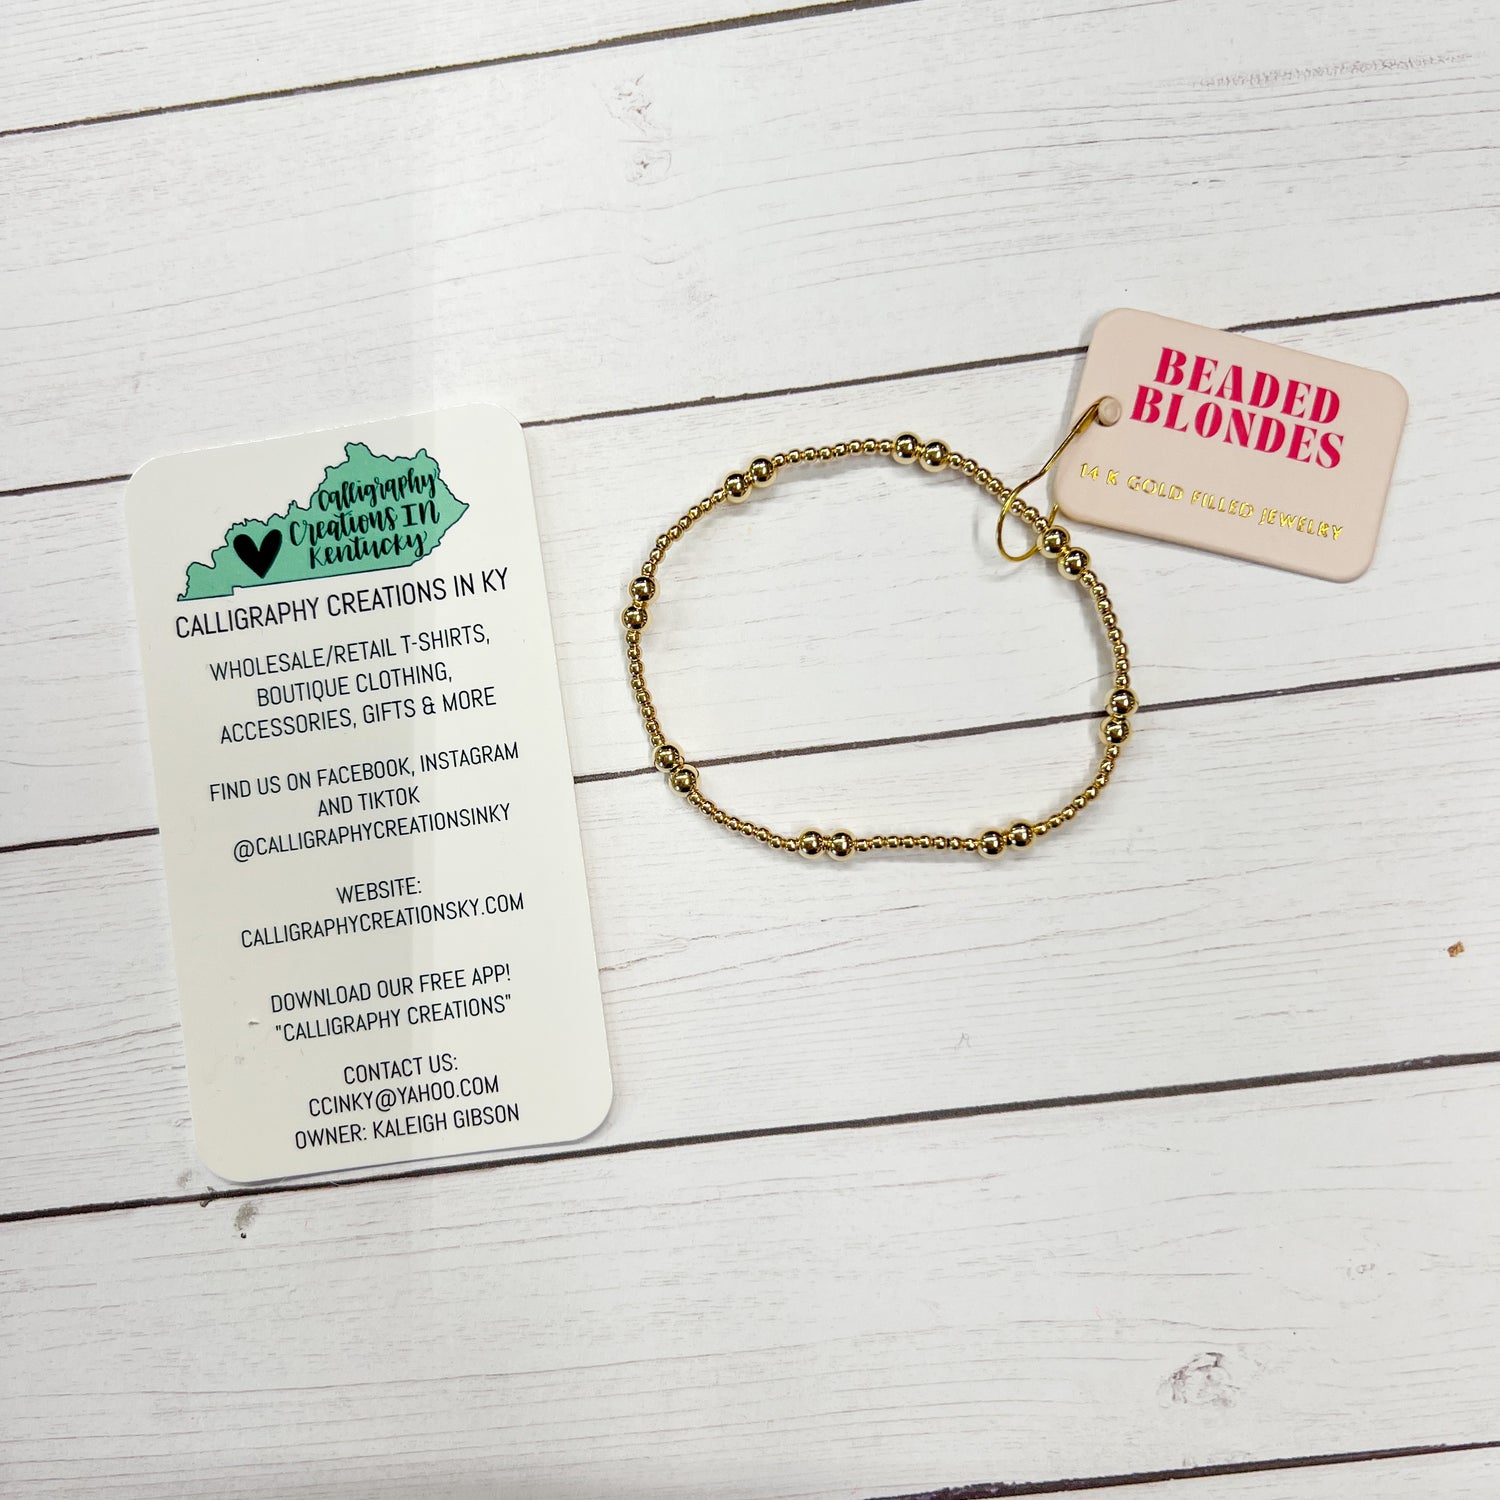 Calligraphy
Creations IN
Kentucky
CALLIGRAPHY CREATIONS IN KY
WHOLESALE/RETAIL T-SHIRTS,
BOUTIQUE CLOTHING,
ACCESSORIES, GIFTS & MORE
FIND US ON FACEBOOK, INSTAGRAM
AND TIKTOK
@CALLIGRAPHYCREATIONSINKY
WEBSITE:
CALLIGRAPHYCREATIONSKY.COM
DOWNLOAD OUR FREE APP!
"CALLIGRAPHY CREATIONS"
CONTACT US:
CCINKY@YAHOO.COM
OWNER: KALEIGH GIBSON
BEADED
BLONDES
14 K GOLD FILLED JEWELRY